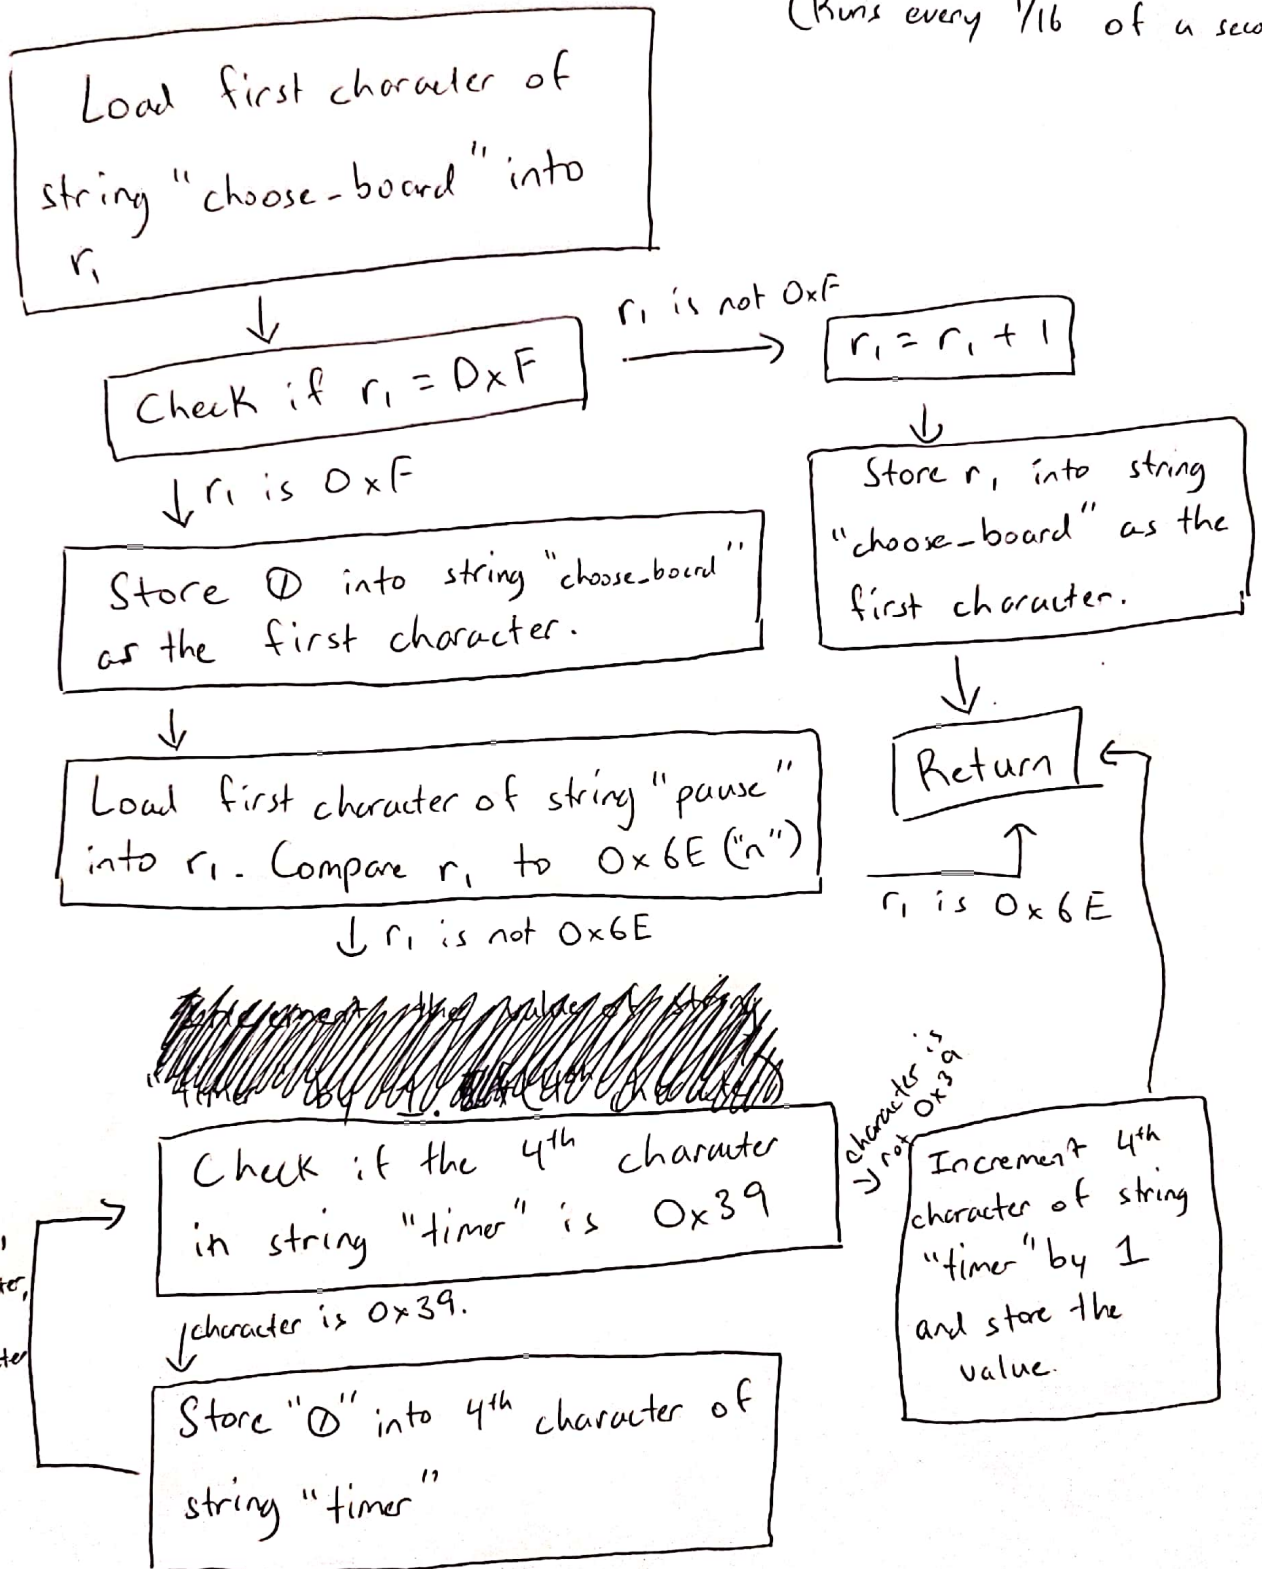 (Runs every 1/16 of a seco
Load first character of
string "choose-board" into
r1
r1 is not 0xF
Check if r1 = 0xF
r1 = r1 + 1
r1 is 0xF
Store r1 into string
"choose-board" as the
first character.
Store 0 into string "choose-board"
as the first character.
Load first character of string "pause"
into r1. Compare r1 to 0x6E ("n")
Return
r1 is 0x6E
r1 is not 0x6E
Check if the 4th character
in string "timer" is 0x39
character is
not 0x39
Increment 4th
character of string
"timer" by 1
and store the
value.
character is 0x39.
Store "0" into 4th character of
string "timer"